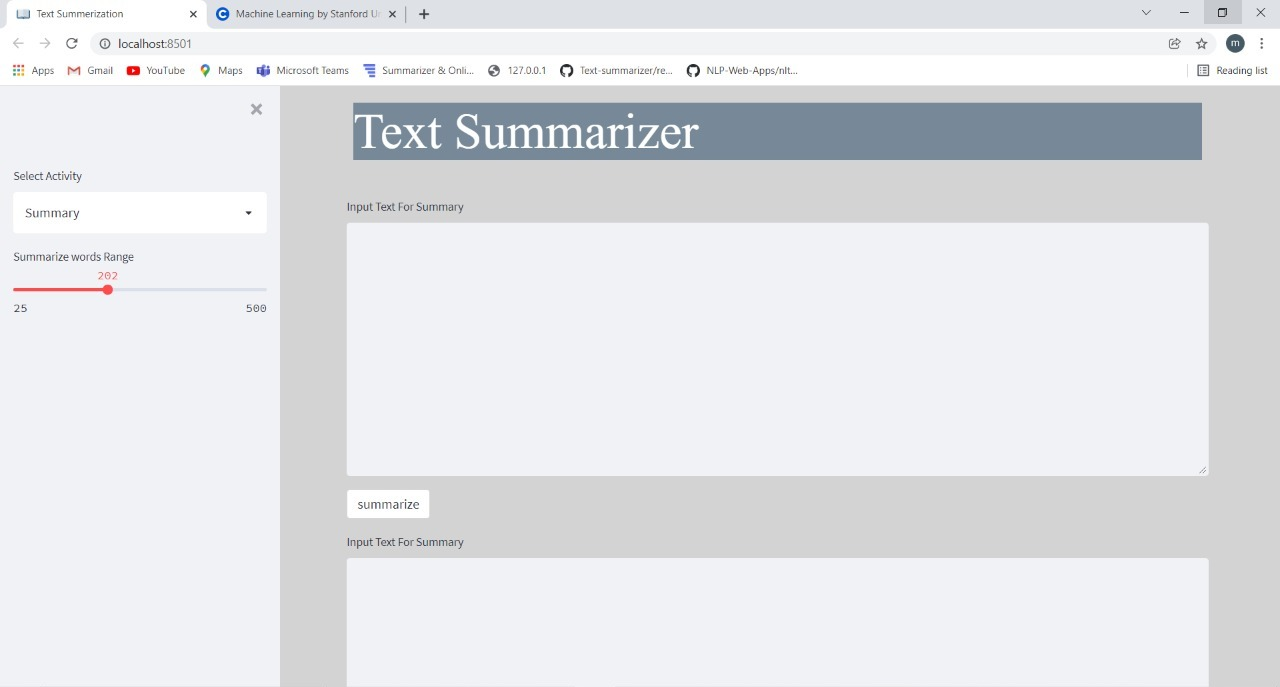 Text Summerization
Machine Learning by Stanford U
localhost:8501
m
Apps
Gmail
YouTube
Maps
Microsoft Teams
Summarizer & Onli...
127.0.0.1
Text-summarizer/re...
NLP-Web-Apps/nlt...
Reading list
Select Activity
Summary
Summarize words Range
202
25
500
Text Summarizer
Input Text For Summary
summarize
Input Text For Summary